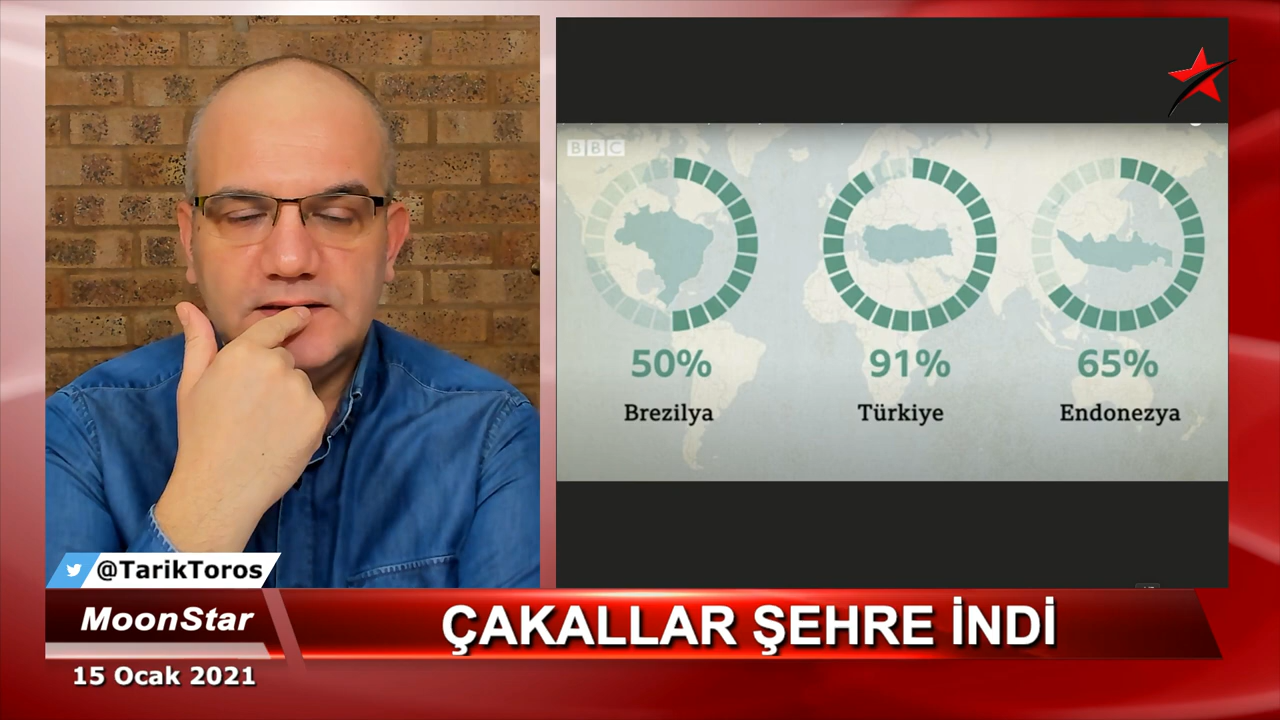 BBC
50%
91%
65%
Brezilya
Türkiye
Endonezya
@TarikToros
MoonStar
ÇAKALLAR ŞEHRE İNDİ
15 Ocak 2021